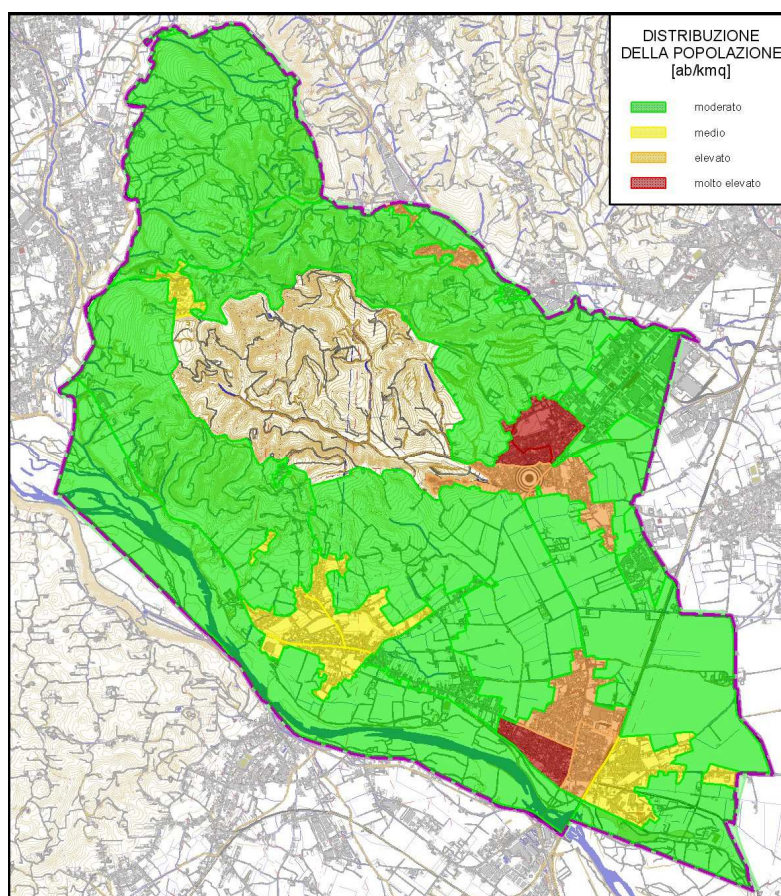 DISTRIBUZIONE
DELLA POPOLAZIONE
[ab/kmq]
moderato
medio
elevato
molto elevato